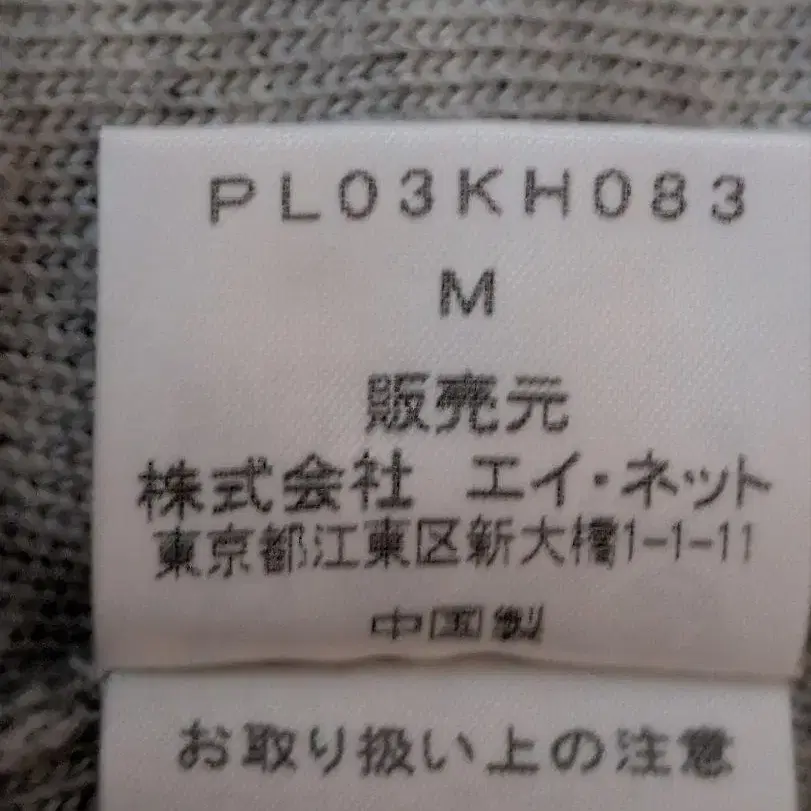 PL03KH083
M
販売元
株式会社 エイ・ネット
東京都江東区新大橋1-1-11
中国製
お取り扱い上の注意